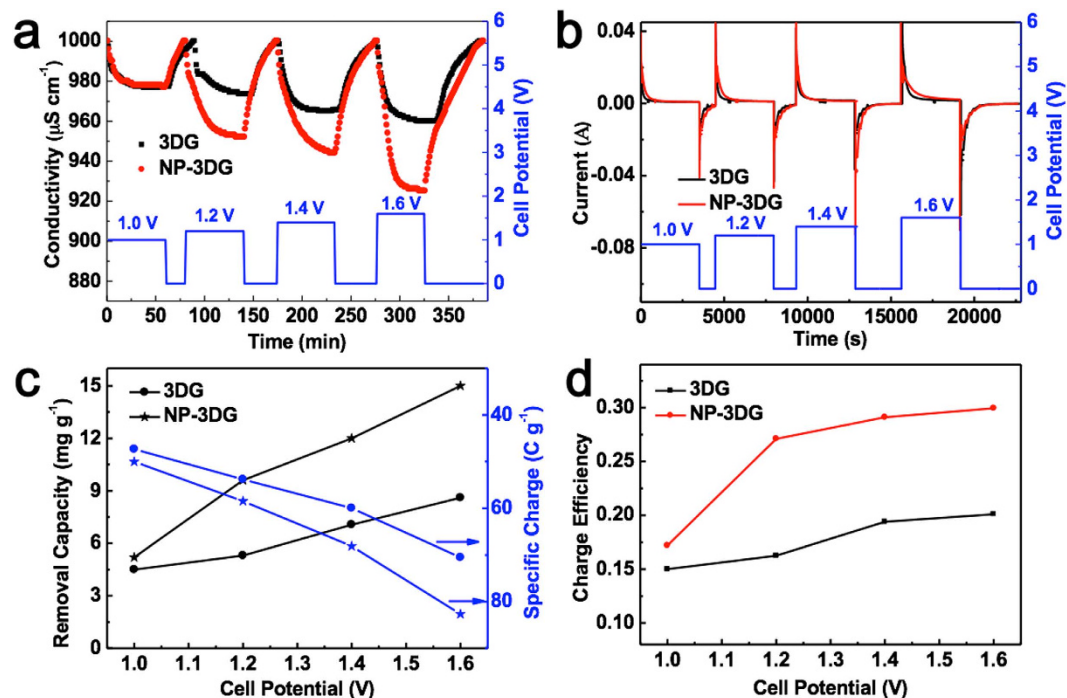 a
1000
980
960
940
920
900
880
Conductivity (μS cm⁻¹)
3DG
NP-3DG
1.0 V
1.2 V
1.4 V
1.6 V
6
5
4
3
2
1
0
Cell Potential (V)
0 50 100 150 200 250 300 350
Time (min)
b
0.04
0.00
-0.04
-0.08
Current (A)
3DG
NP-3DG
1.0 V
1.2 V
1.4 V
1.6 V
6
5
4
3
2
1
0
Cell Potential (V)
0 5000 10000 15000 20000
Time (s)
c
15
12
9
6
3
0
Removal Capacity (mg g⁻¹)
3DG
NP-3DG
40
60
80
Specific Charge (C g⁻¹)
1.0 1.2 1.4 1.6
Cell Potential (V)
d
0.30
0.25
0.20
0.15
0.10
Charge Efficiency
3DG
NP-3DG
1.0 1.1 1.2 1.3 1.4 1.5 1.6
Cell Potential (V)